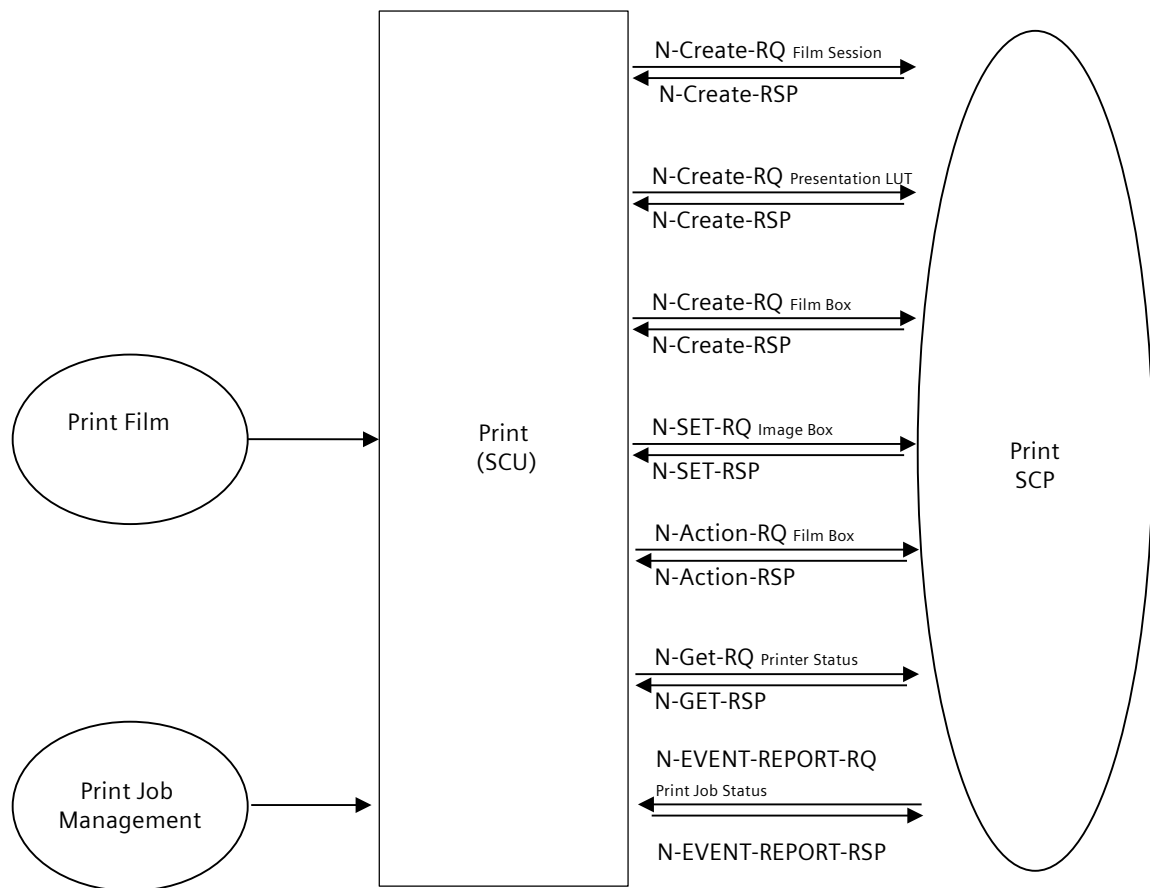 N-Create-RQ Film Session
N-Create-RSP
N-Create-RQ Presentation LUT
N-Create-RSP
N-Create-RQ Film Box
N-Create-RSP
Print Film
Print
(SCU)
N-SET-RQ Image Box
N-SET-RSP
Print
SCP
N-Action-RQ Film Box
N-Action-RSP
N-Get-RQ Printer Status
N-GET-RSP
N-EVENT-REPORT-RQ
Print Job Status
Print Job
Management
N-EVENT-REPORT-RSP